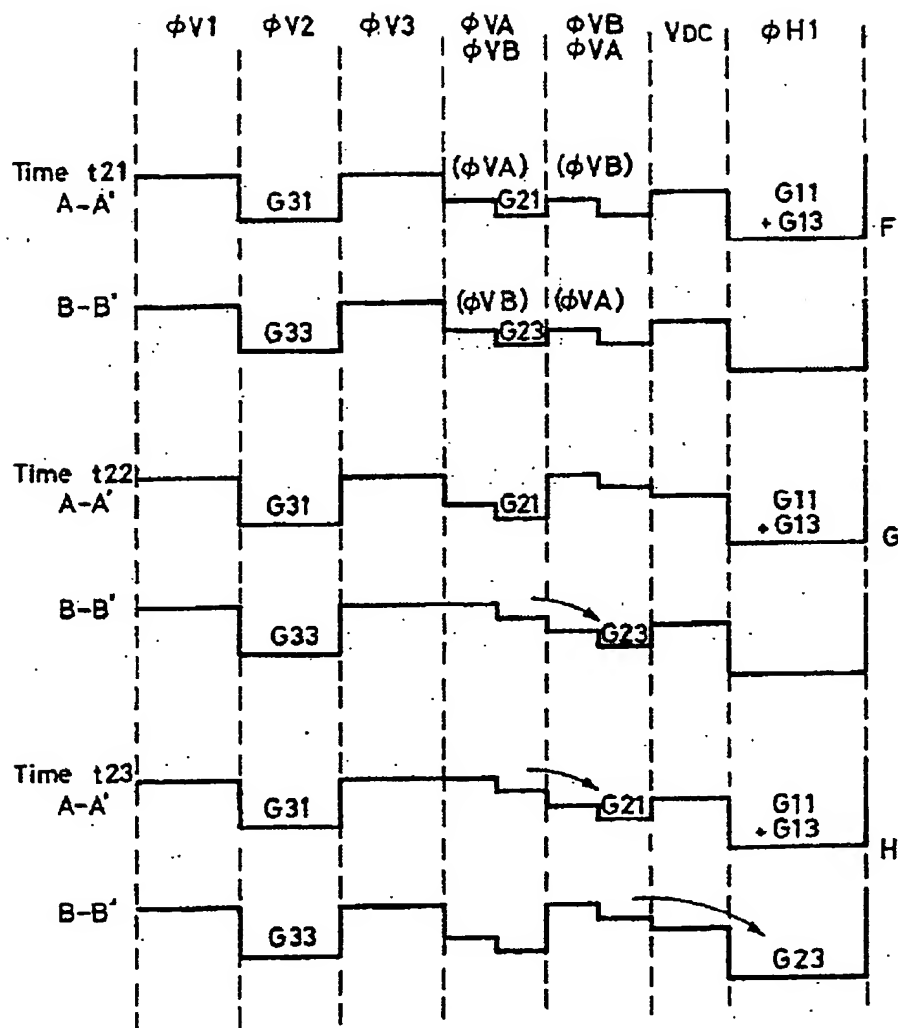 ϕV1 ϕV2 ϕV3 ϕVA ϕVB VDC ϕH1
ϕVB ϕVA
Time t21 (ϕVA) (ϕVB)
A-A' G31 G21 G11
+G13 F
B-B' (ϕVB) (ϕVA)
G33 G23
Time t22
A-A' G31 G21 G11
+G13 G
B-B'
G33 G23
Time t23
A-A' G31 G21 G11
+G13 H
B-B'
G33 G23